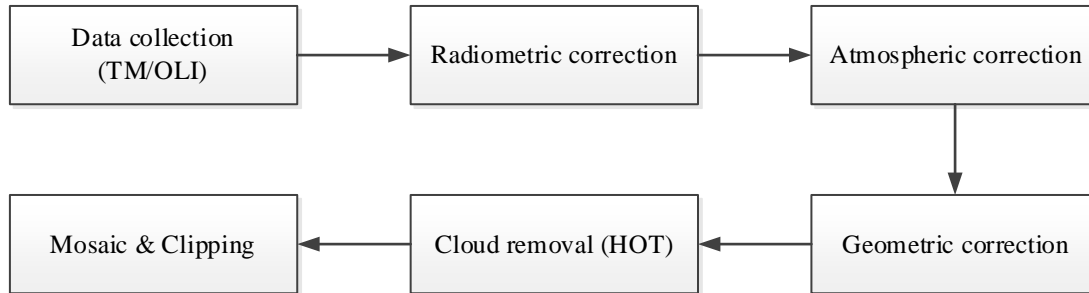 Data collection
(TM/OLI)
Radiometric correction
Atmospheric correction
Geometric correction
Cloud removal (HOT)
Mosaic & Clipping